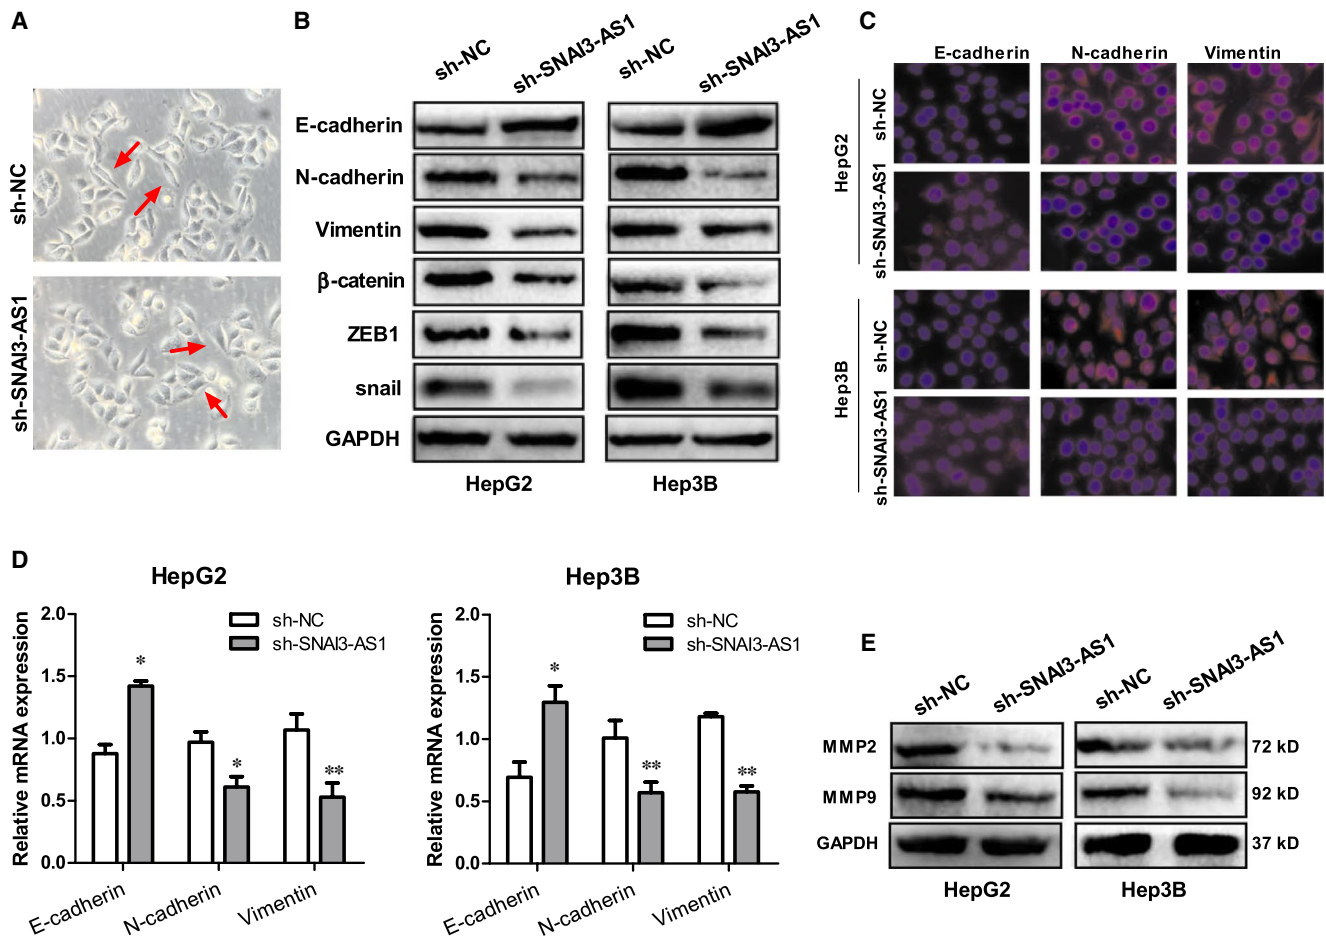 A
sh-NC
sh-SNAI3-AS1
B
sh-NC
sh-SNAI3-AS1
sh-NC
sh-SNAI3-AS1
E-cadherin
N-cadherin
Vimentin
β-catenin
ZEB1
snail
GAPDH
HepG2
Hep3B
C
E-cadherin
N-cadherin
Vimentin
HepG2
sh-NC
sh-SNAI3-AS1
Hep3B
sh-NC
sh-SNAI3-AS1
D
HepG2
Relative mRNA expression
2.0
1.5
1.0
0.5
0.0
sh-NC
sh-SNAI3-AS1
*
*
**
E-cadherin
N-cadherin
Vimentin
Hep3B
Relative mRNA expression
2.0
1.5
1.0
0.5
0.0
sh-NC
sh-SNAI3-AS1
*
**
**
E-cadherin
N-cadherin
Vimentin
E
sh-NC
sh-SNAI3-AS1
sh-NC
sh-SNAI3-AS1
MMP2
72 kD
MMP9
92 kD
GAPDH
37 kD
HepG2
Hep3B